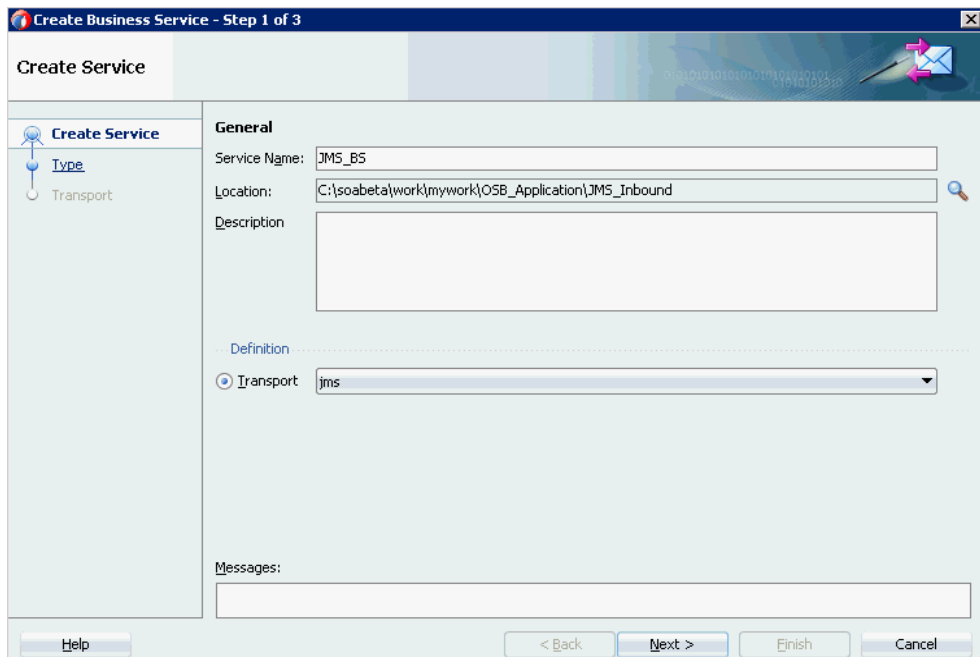 Create Business Service - Step 1 of 3
Create Service
Create Service
Type
Transport
General
Service Name: JMS_BS
Location: C:\soabeta\work\mywork\OSB_Application\JMS_Inbound
Description
Definition
Transport jms
Messages:
Help < Back Next > Finish Cancel